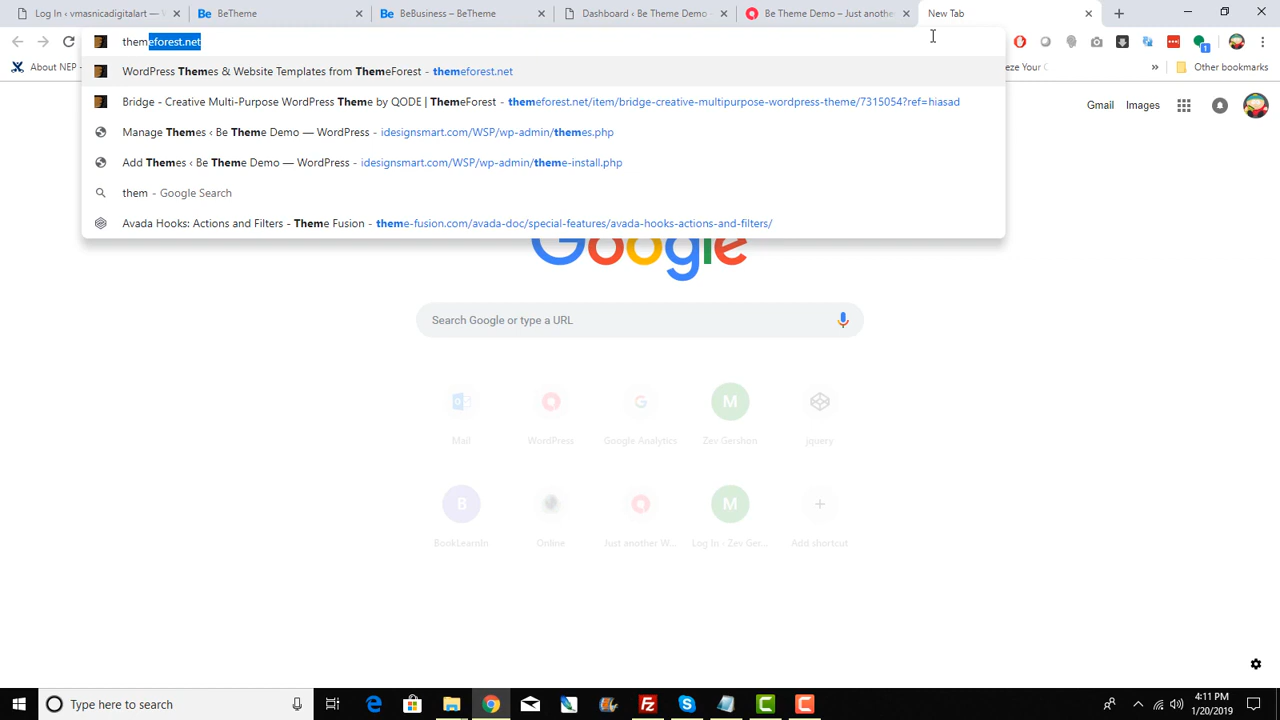 Log In ‹ vmasnicadigitalart —
BeTheme
BeBusiness – BeTheme
Dashboard ‹ Be Theme Demo —
Be Theme Demo – Just another
New Tab
themeforest.net
WordPress Themes & Website Templates from ThemeForest - themeforest.net
Bridge - Creative Multi-Purpose WordPress Theme by QODE | ThemeForest - themeforest.net/item/bridge-creative-multipurpose-wordpress-theme/7315054?ref=hiasad
Manage Themes ‹ Be Theme Demo — WordPress - idesignsmart.com/WSP/wp-admin/themes.php
Add Themes ‹ Be Theme Demo — WordPress - idesignsmart.com/WSP/wp-admin/theme-install.php
them - Google Search
Avada Hooks: Actions and Filters - Theme Fusion - theme-fusion.com/avada-doc/special-features/avada-hooks-actions-and-filters/
About NEP
eze Your G
»
Other bookmarks
Gmail
Images
Google
Search Google or type a URL
M
Mail
WordPress
Google Analytics
Zev Gershon
jquery
B
M
BookLearnIn
Online
Just another W...
Log In ‹ Zev Ger...
Add shortcut
Type here to search
4:11 PM
1/20/2019